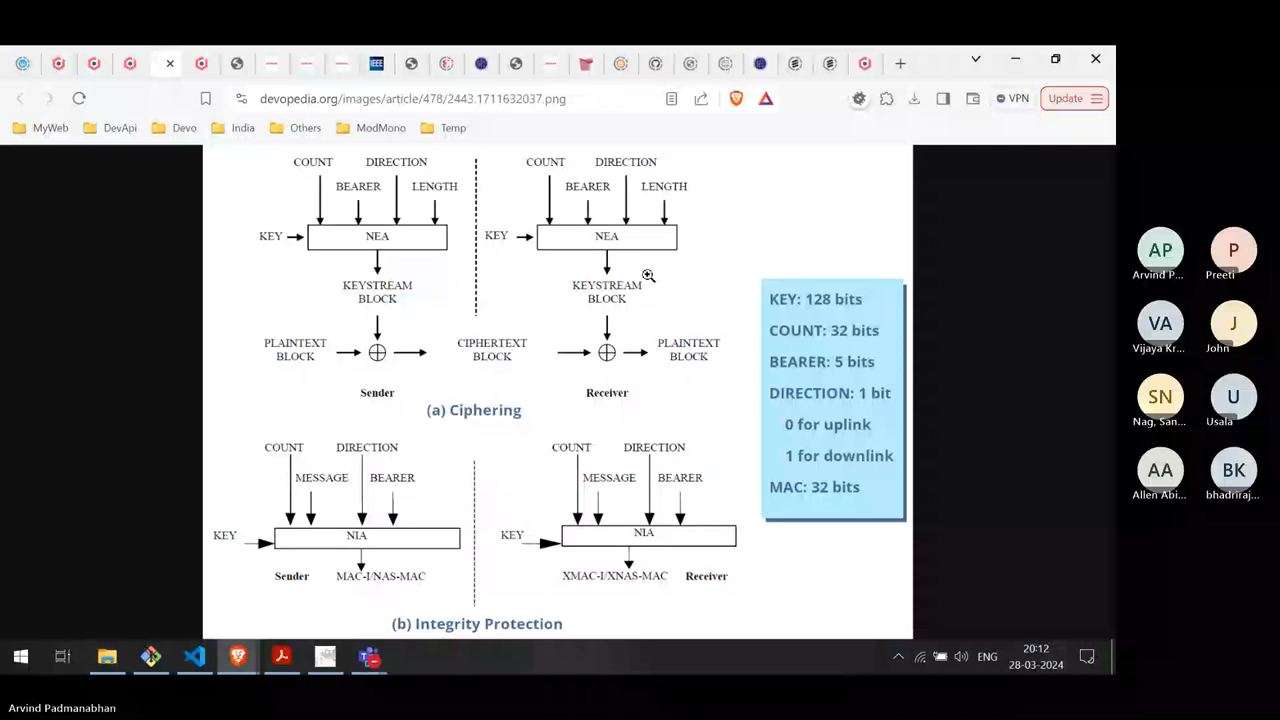 devopedia.org/images/article/478/2443.1711632037.png
VPN
Update
MyWeb
DevApi
Devo
India
Others
ModMono
Temp
COUNT DIRECTION
BEARER LENGTH
KEY NEA
KEYSTREAM
BLOCK
PLAINTEXT
BLOCK
Sender
COUNT DIRECTION
BEARER LENGTH
KEY NEA
KEYSTREAM
BLOCK
CIPHERTEXT
BLOCK
PLAINTEXT
BLOCK
Receiver
(a) Ciphering
COUNT DIRECTION
MESSAGE BEARER
KEY NIA
Sender MAC-I/NAS-MAC
COUNT DIRECTION
MESSAGE BEARER
KEY NIA
XMAC-I/XNAS-MAC Receiver
(b) Integrity Protection
KEY: 128 bits
COUNT: 32 bits
BEARER: 5 bits
DIRECTION: 1 bit
0 for uplink
1 for downlink
MAC: 32 bits
AP
Arvind P...
P
Preeti
VA
Vijaya Kr...
J
John
SN
Nag, San...
U
Usala
AA
Allen Abi...
BK
bhadriraj...
ENG
20:12
28-03-2024
Arvind Padmanabhan